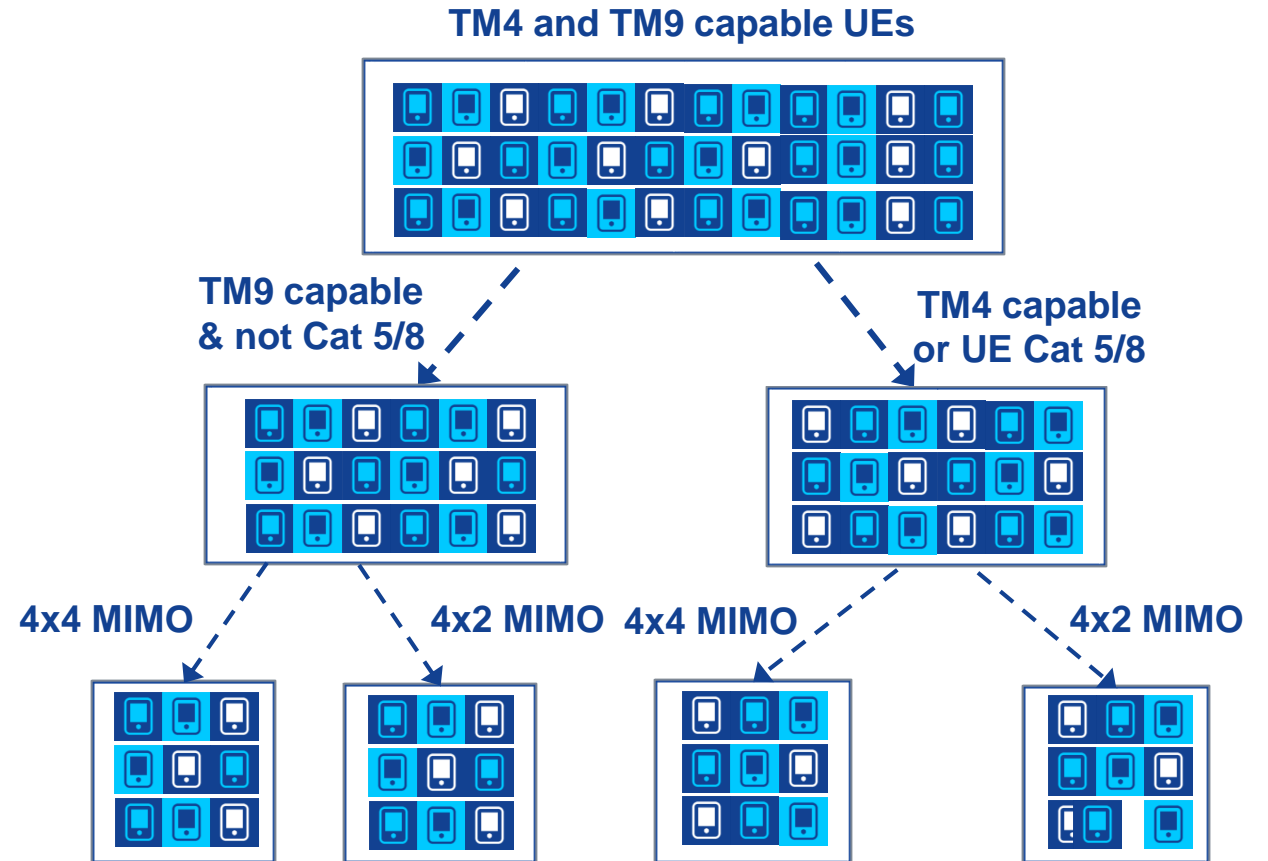 TM4 and TM9 capable UEs
TM9 capable
& not Cat 5/8
TM4 capable
or UE Cat 5/8
4x4 MIMO
4x2 MIMO
4x4 MIMO
4x2 MIMO